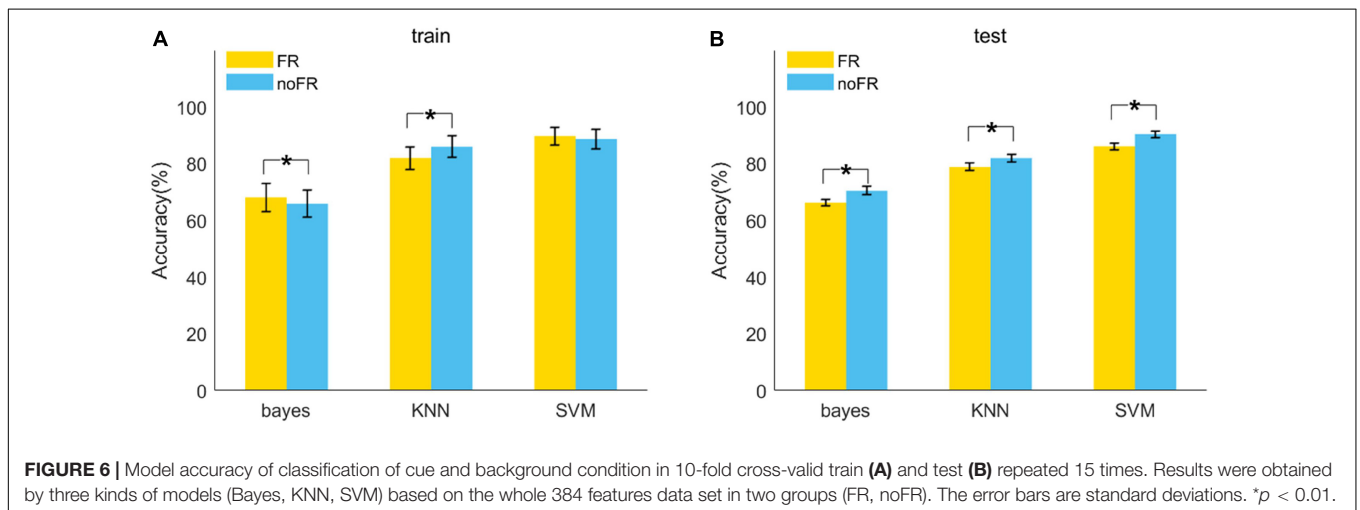 A train
FR
noFR
Accuracy(%)
100
80
60
40
20
0
*
*
bayes KNN SVM
B test
FR
noFR
Accuracy(%)
100
80
60
40
20
0
*
*
*
bayes KNN SVM
FIGURE 6 | Model accuracy of classification of cue and background condition in 10-fold cross-valid train (A) and test (B) repeated 15 times. Results were obtained
by three kinds of models (Bayes, KNN, SVM) based on the whole 384 features data set in two groups (FR, noFR). The error bars are standard deviations. *p < 0.01.